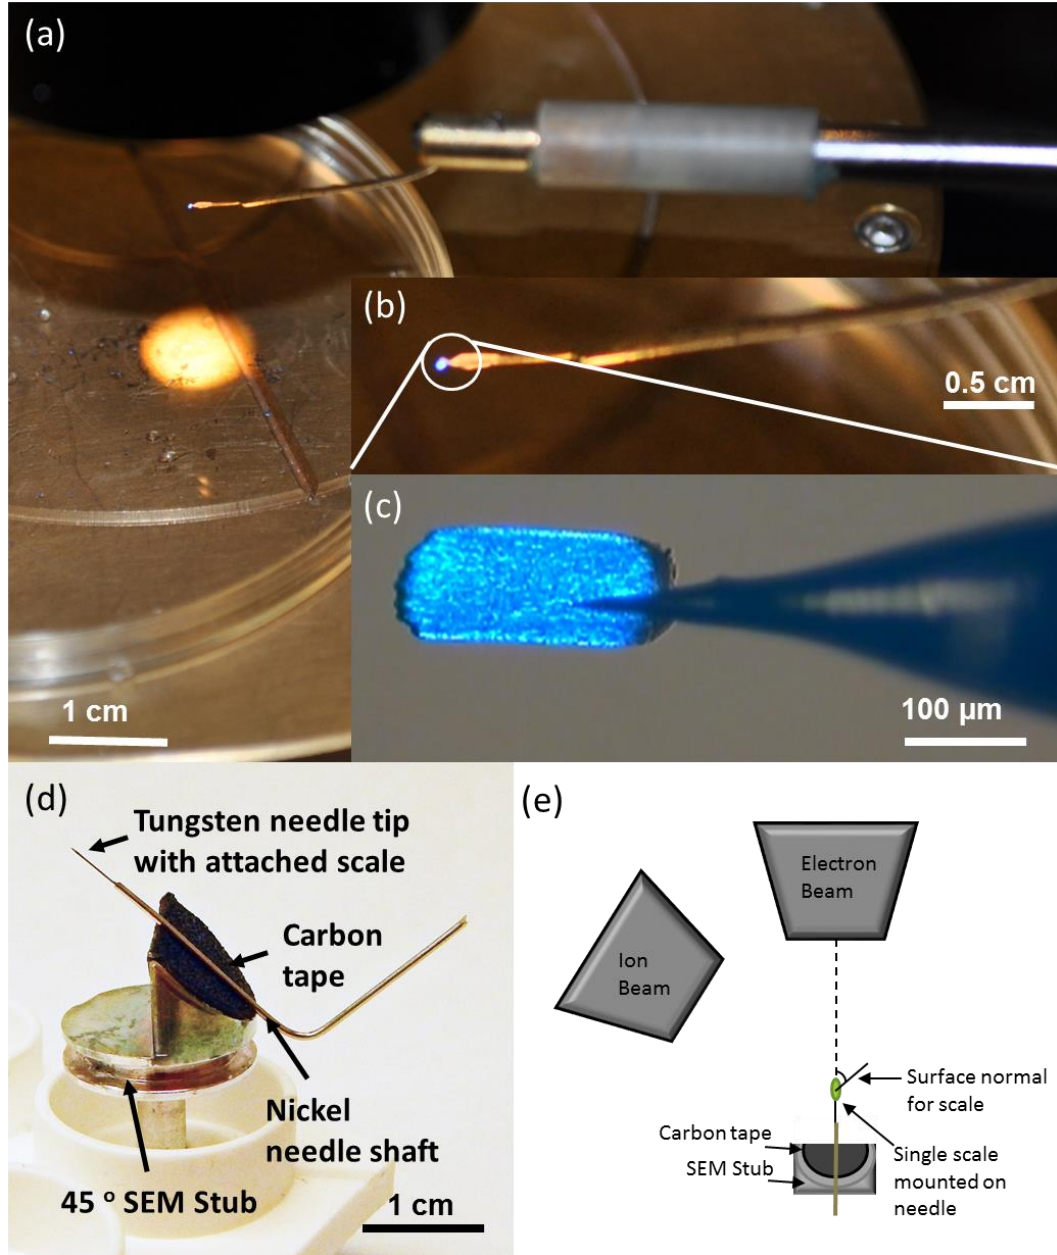 (a)
1 cm
(b)
0.5 cm
(c)
100 µm
(d)
Tungsten needle tip
with attached scale
Carbon
tape
Nickel
needle shaft
45 o SEM Stub
1 cm
(e)
Electron
Beam
Ion
Beam
Surface normal
for scale
Carbon tape
SEM Stub
Single scale
mounted on
needle